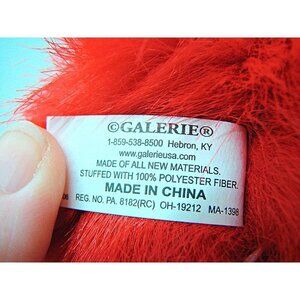 ©GALERIE®
1-859-538-8500 Hebron, KY
www.galerieusa.com
MADE OF ALL NEW MATERIALS.
STUFFED WITH 100% POLYESTER FIBER.
MADE IN CHINA
REG. NO. PA. 8182(RC) OH-19212 MA-1398